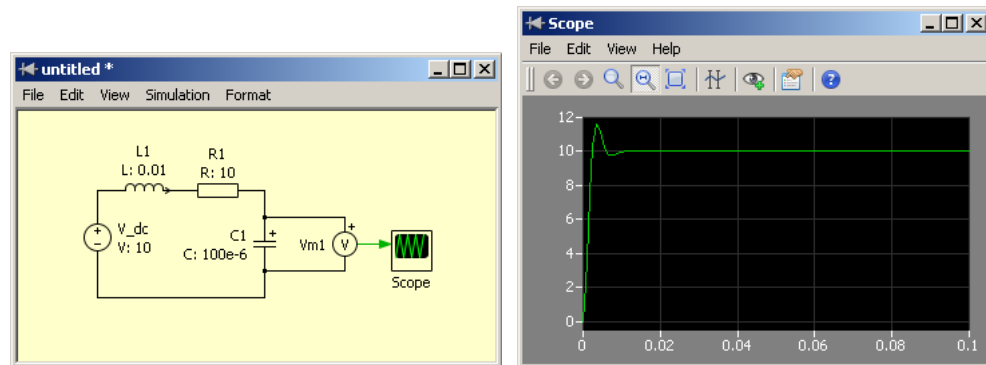 untitled *
File Edit View Simulation Format
L1
L: 0.01
R1
R: 10
V_dc
V: 10
C1
C: 100e-6
+
+
+
−
Vm1
V
Scope
Scope
File Edit View Help
12
10
8
6
4
2
0
0 0.02 0.04 0.06 0.08 0.1